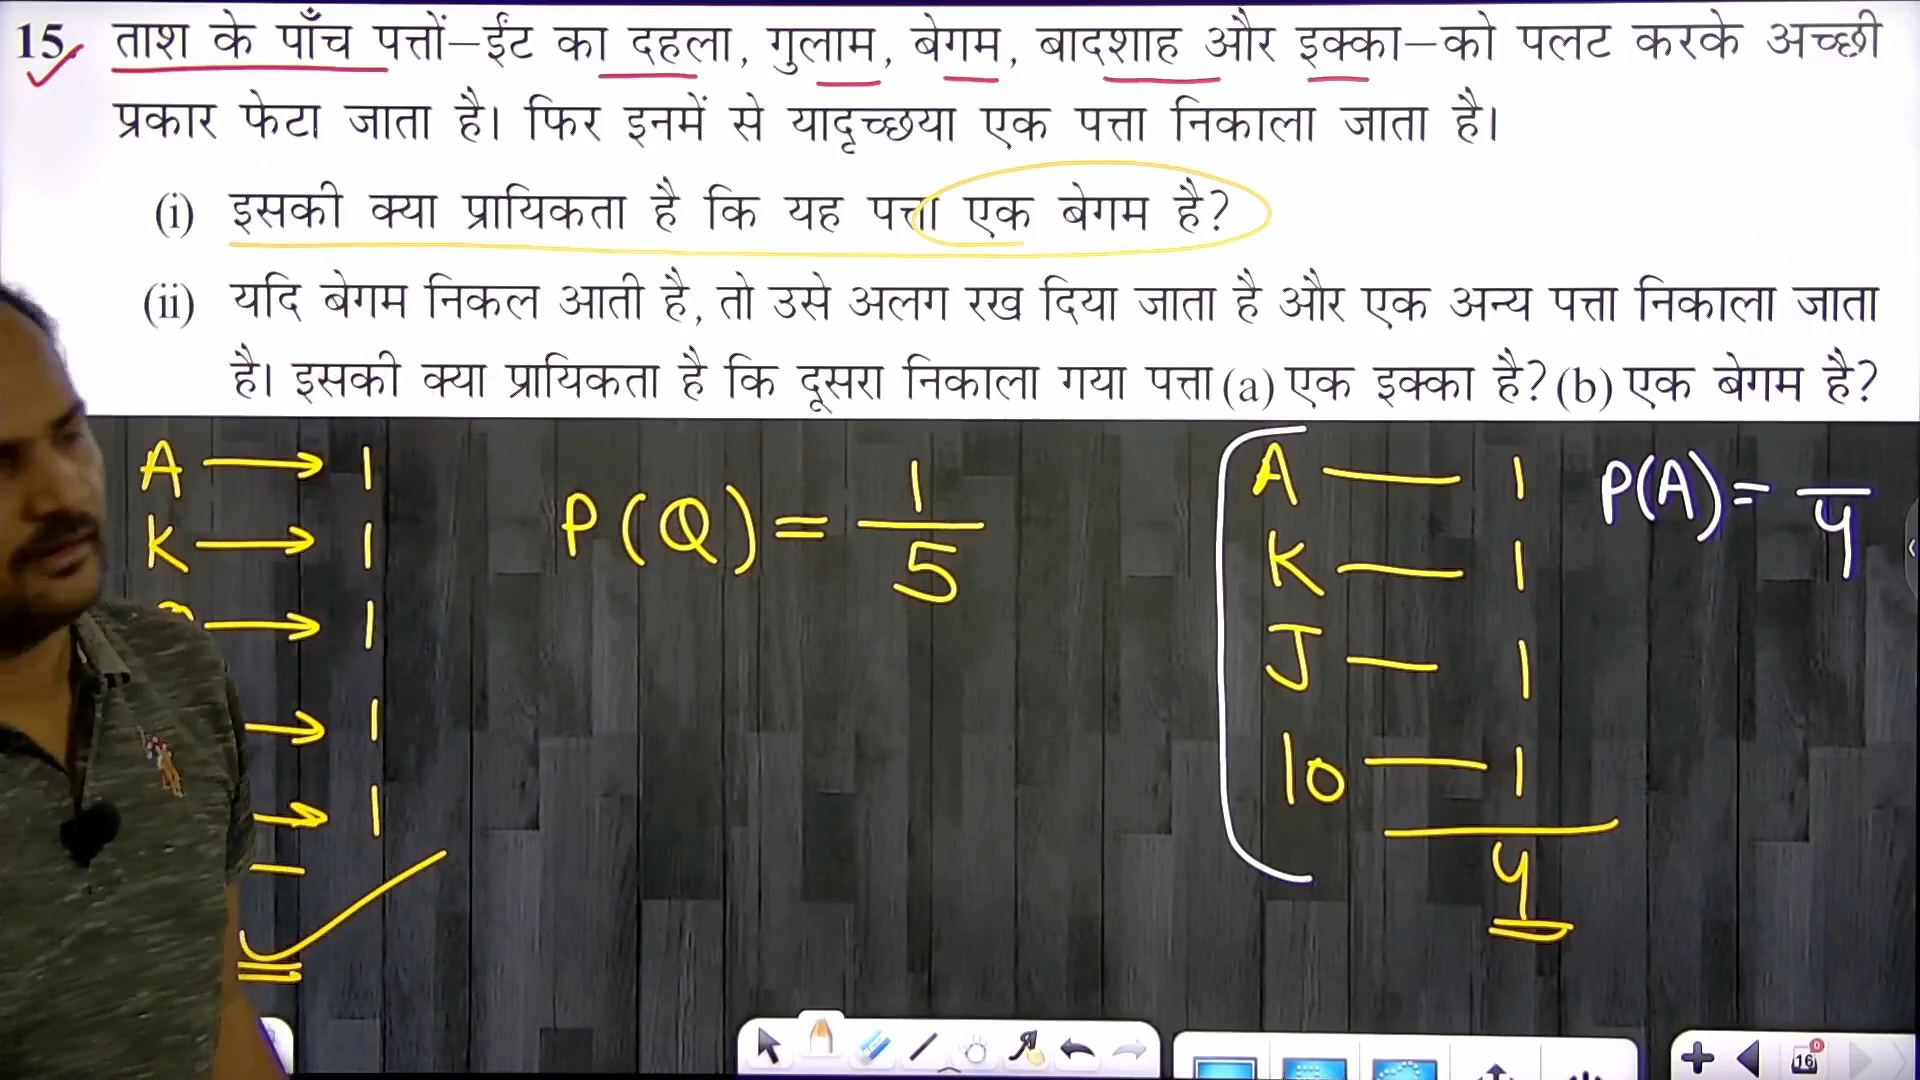 15. ताश के पाँच पत्तों–ईंट का दहला, गुलाम, बेगम, बादशाह और इक्का–को पलट करके अच्छी
प्रकार फेटा जाता है। फिर इनमें से यादृच्छया एक पत्ता निकाला जाता है।
(i) इसकी क्या प्रायिकता है कि यह पत्ता एक बेगम है?
(ii) यदि बेगम निकल आती है, तो उसे अलग रख दिया जाता है और एक अन्य पत्ता निकाला जाता
है। इसकी क्या प्रायिकता है कि दूसरा निकाला गया पत्ता (a) एक इक्का है? (b) एक बेगम है?
A → 1
K → 1
→ 1
→ 1
→ 1
P(Q) = 1/5
A — 1
K — 1
J — 1
10 — 1
4
P(A) = /4
16
0